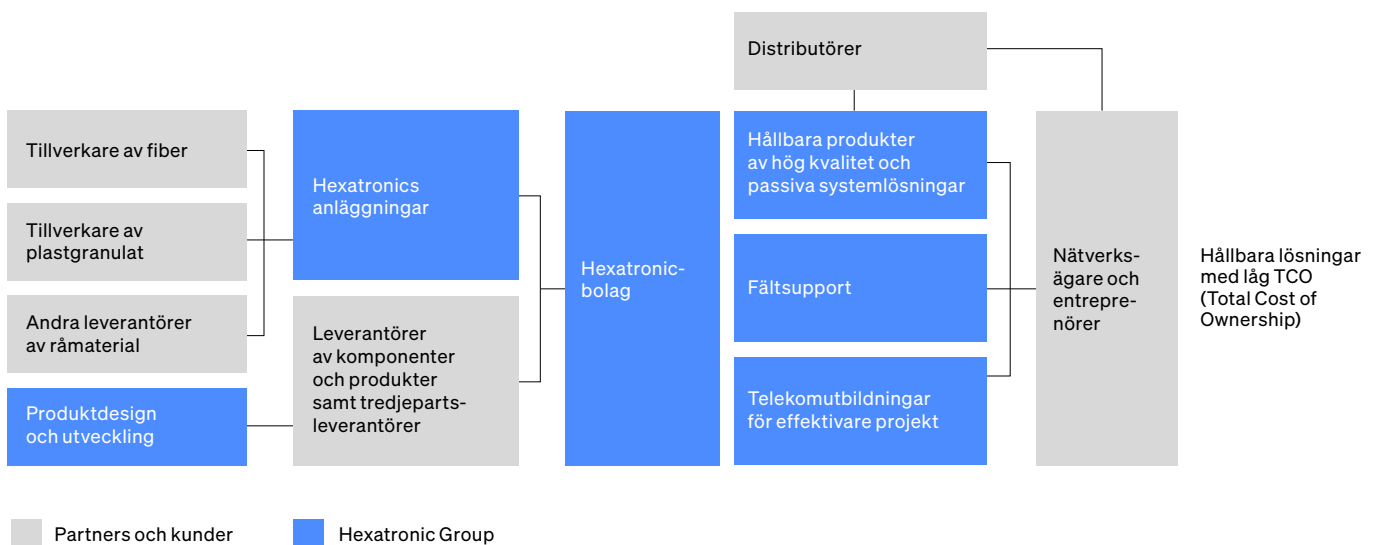 Tillverkare av fiber
Tillverkare av
plastgranulat
Andra leverantörer
av råmaterial
Produktdesign
och utveckling
Hexatronics
anläggningar
Leverantörer
av komponenter
och produkter
samt tredjeparts-
leverantörer
Hexatronic-
bolag
Distributörer
Hållbara produkter
av hög kvalitet och
passiva systemlösningar
Fältsupport
Telekomutbildningar
för effektivare projekt
Nätverks-
ägare och
entrepre-
nörer
Hållbara lösningar
med låg TCO
(Total Cost of
Ownership)
Partners och kunder
Hexatronic Group